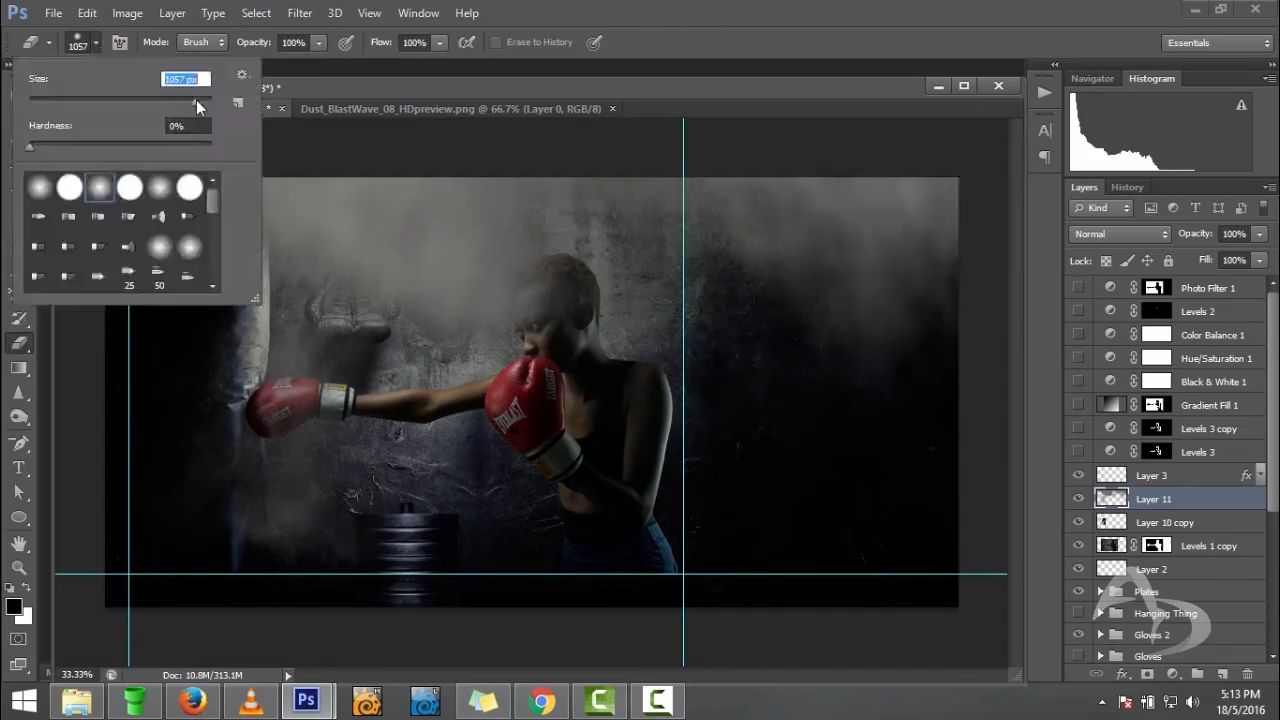 Ps File Edit Image Layer Type Select Filter 3D View Window Help
1057 Mode: Brush Opacity: 100% Flow: 100% Erase to History Essentials
Size: 1057 px
Hardness: 0%
25 50
3*) *
Dust_BlastWave_08_HDpreview.png @ 66.7% (Layer 0, RGB/8)
EVERLAST
TARGET
TARGET
33.33% Doc: 10.8M/313.1M
Navigator Histogram
Layers History
Kind
Normal Opacity: 100%
Lock: Fill: 100%
Photo Filter 1
Levels 2
Color Balance 1
Hue/Saturation 1
Black & White 1
Gradient Fill 1
Levels 3 copy
Levels 3
Layer 3 fx
Layer 11
Layer 10 copy
Levels 1 copy
Layer 2
Plates
Hanging Thing
Gloves 2
Gloves
5:13 PM
18/5/2016